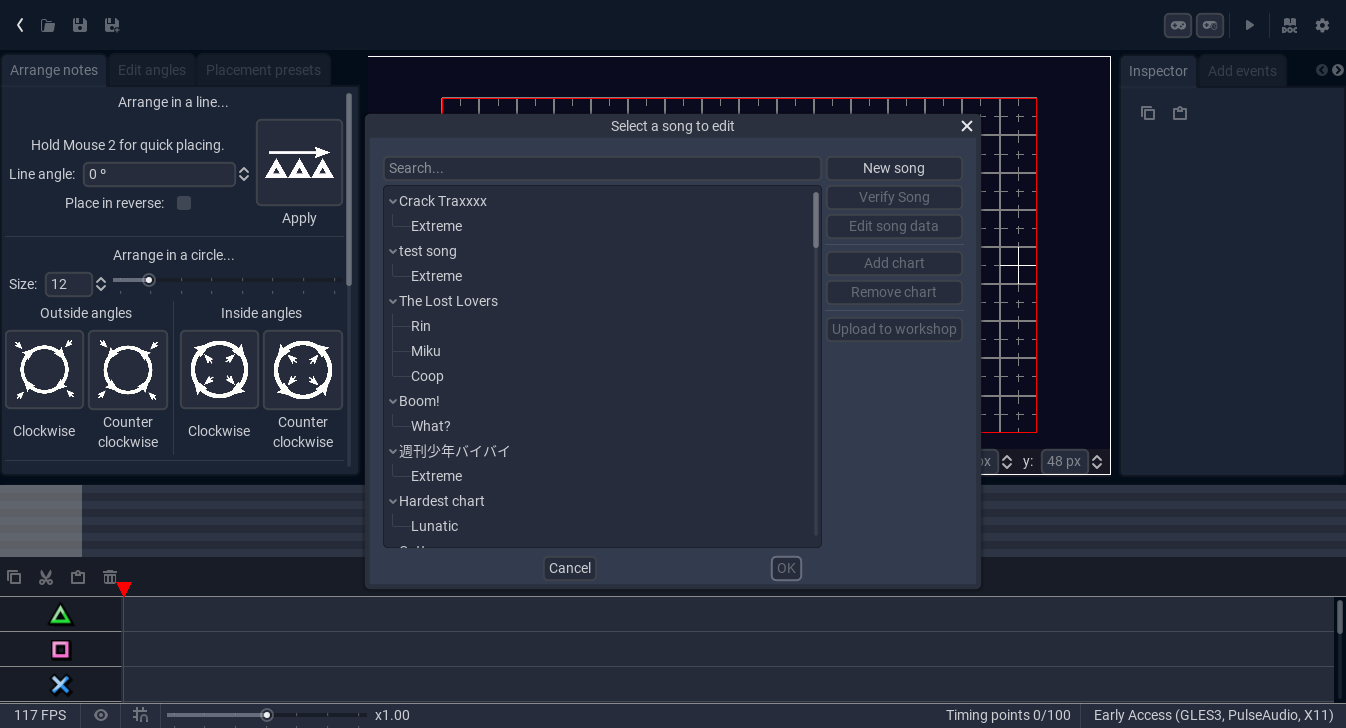 DOC
Arrange notes
Edit angles
Placement presets
Inspector
Add events
Arrange in a line...
Hold Mouse 2 for quick placing.
Line angle:
0 º
Place in reverse:
Apply
Arrange in a circle...
Size:
12
Outside angles
Inside angles
Clockwise
Counter
clockwise
Clockwise
Counter
clockwise
Select a song to edit
Search...
Crack Traxxxx
Extreme
test song
Extreme
The Lost Lovers
Rin
Miku
Coop
Boom!
What?
週刊少年バイバイ
Extreme
Hardest chart
Lunatic
New song
Verify Song
Edit song data
Add chart
Remove chart
Upload to workshop
Cancel
OK
px
y:
48 px
117 FPS
x1.00
Timing points 0/100
Early Access (GLES3, PulseAudio, X11)